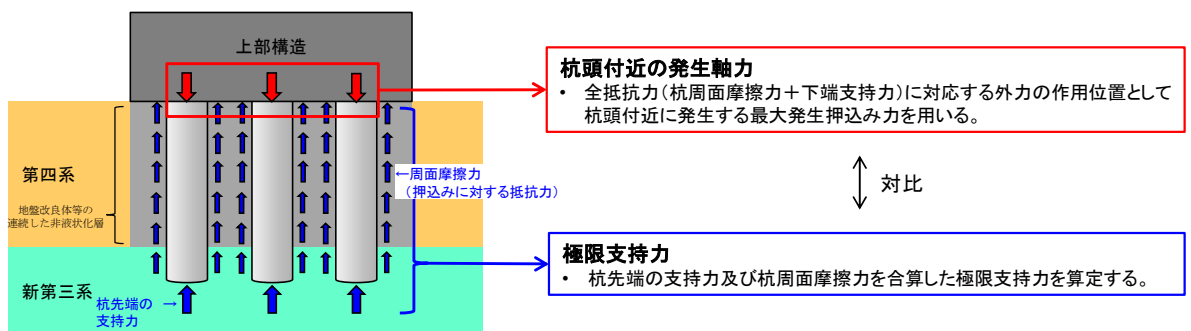 上部構造
第四系
地盤改良体等の
連続した非液状化層
新第三系
杭先端の →
支持力
←周面摩擦力
（押込みに対する抵抗力）
杭頭付近の発生軸力
・ 全抵抗力（杭周面摩擦力＋下端支持力）に対応する外力の作用位置として
杭頭付近に発生する最大発生押込み力を用いる。
対比
極限支持力
・ 杭先端の支持力及び杭周面摩擦力を合算した極限支持力を算定する。